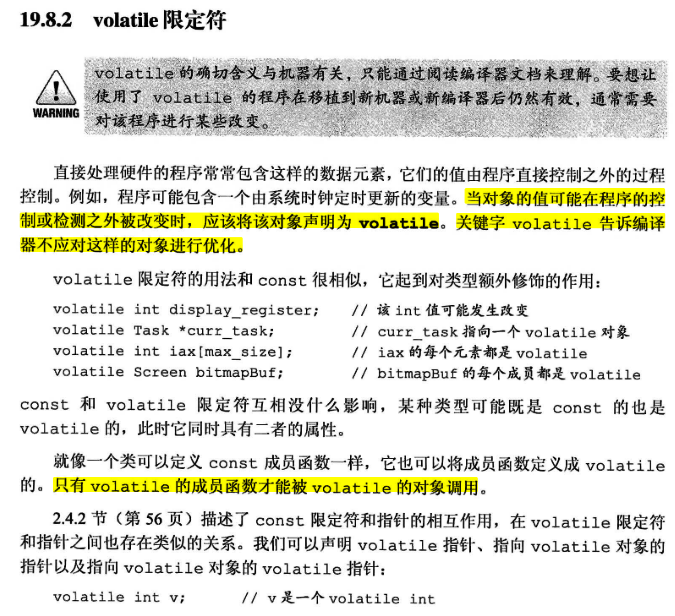 19.8.2 volatile 限定符
volatile 的确切含义与机器有关，只能通过阅读编译器文档来理解。要想让
使用了 volatile 的程序在移植到新机器或新编译器后仍然有效，通常需要
对该程序进行某些改变。
WARNING
直接处理硬件的程序常常包含这样的数据元素，它们的值由程序直接控制之外的过程
控制。例如，程序可能包含一个由系统时钟定时更新的变量。当对象的值可能在程序的控
制或检测之外被改变时，应该将该对象声明为 volatile。关键字 volatile 告诉编译
器不应对这样的对象进行优化。
volatile 限定符的用法和 const 很相似，它起到对类型额外修饰的作用：
volatile int display_register; // 该 int 值可能发生改变
volatile Task *curr_task; // curr_task 指向一个 volatile 对象
volatile int iax[max_size]; // iax 的每个元素都是 volatile
volatile Screen bitmapBuf; // bitmapBuf 的每个成员都是 volatile
const 和 volatile 限定符互相没什么影响，某种类型可能既是 const 的也是
volatile 的，此时它同时具有二者的属性。
就像一个类可以定义 const 成员函数一样，它也可以将成员函数定义成 volatile
的。只有 volatile 的成员函数才能被 volatile 的对象调用。
2.4.2 节（第 56 页）描述了 const 限定符和指针的相互作用，在 volatile 限定符
和指针之间也存在类似的关系。我们可以声明 volatile 指针、指向 volatile 对象的
指针以及指向 volatile 对象的 volatile 指针：
volatile int v; // v 是一个 volatile int